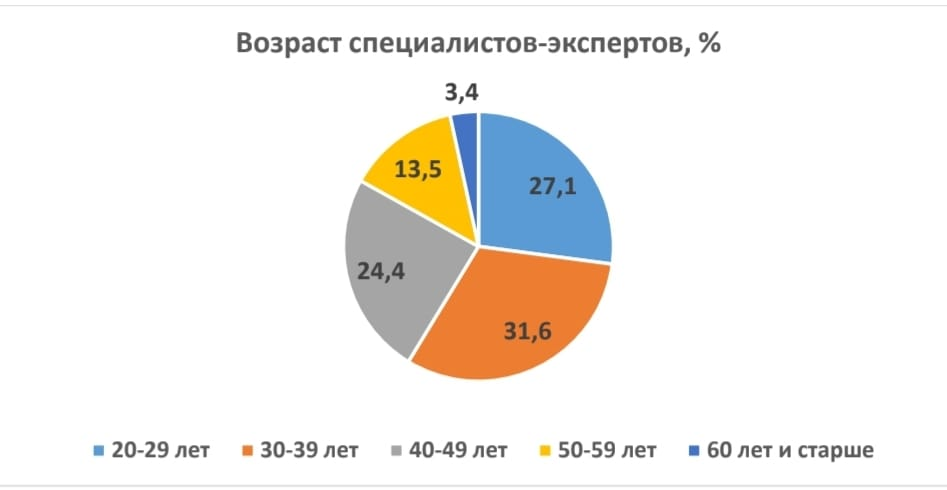 Возраст специалистов-экспертов, %
3,4
13,5
27,1
24,4
31,6
20-29 лет 30-39 лет 40-49 лет 50-59 лет 60 лет и старше